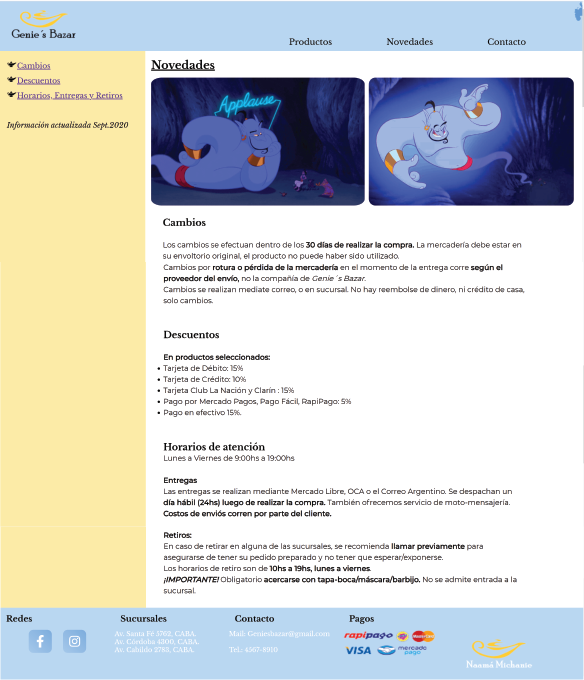 Genie´s Bazar
Productos Novedades Contacto
Cambios
Descuentos
Horarios, Entregas y Retiros
Información actualizada Sept.2020
Novedades
Applause
Cambios
Los cambios se efectuan dentro de los 30 días de realizar la compra. La mercadería debe estar en
su envoltorio original, el producto no puede haber sido utilizado.
Cambios por rotura o pérdida de la mercadería en el momento de la entrega corre según el
proveedor del envío, no la compañía de Genie´s Bazar.
Cambios se realizan mediate correo, o en sucursal. No hay reembolse de dinero, ni crédito de casa,
solo cambios.
Descuentos
En productos seleccionados:
Tarjeta de Débito: 15%
Tarjeta de Crédito: 10%
Tarjeta Club La Nación y Clarín : 15%
Pago por Mercado Pagos, Pago Fácil, RapiPago: 5%
Pago en efectivo 15%.
Horarios de atención
Lunes a Viernes de 9:00hs a 19:00hs
Entregas
Las entregas se realizan mediante Mercado Libre, OCA o el Correo Argentino. Se despachan un
día hábil (24hs) luego de realizar la compra. También ofrecemos servicio de moto-mensajería.
Costos de enviós corren por parte del cliente.
Retiros:
En caso de retirar en alguna de las sucursales, se recomienda llamar previamente para
asegurarse de tener su pedido preparado y no tener que esperar/exponerse.
Los horarios de retiro son de 10hs a 19hs, lunes a viernes.
¡IMPORTANTE! Obligatorio acercarse con tapa-boca/máscara/barbijo. No se admite entrada a la
sucursal.
Redes Sucursales Contacto Pagos
Av. Santa Fé 5702, CABA.
Av. Córdoba 4300, CABA.
Av. Cabildo 2765, CABA.
Mail: Geniesbazar@gmail.com
Tel.: 4567-8910
rapipago
VISA mercado
pago
Naomá Michanie